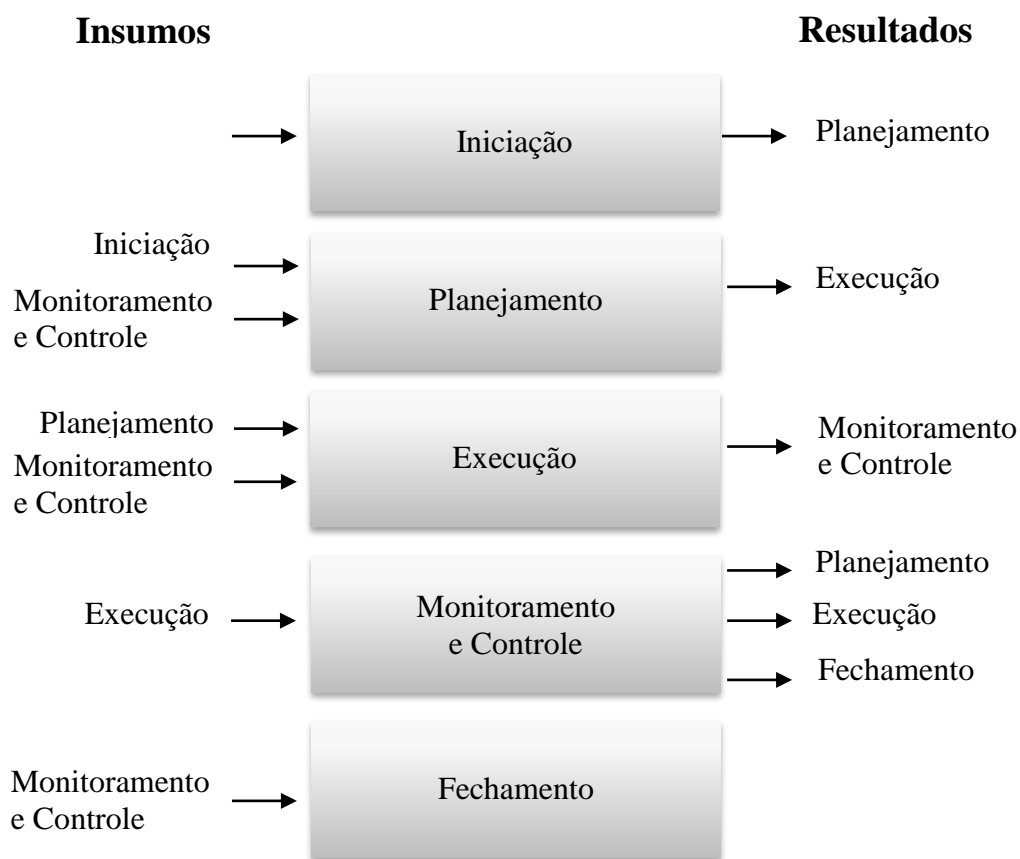 Insumos
Resultados
Iniciação
Planejamento
Iniciação
Monitoramento
e Controle
Planejamento
Execução
Planejamento
Monitoramento
e Controle
Execução
Monitoramento
e Controle
Execução
Monitoramento
e Controle
Planejamento
Execução
Fechamento
Monitoramento
e Controle
Fechamento